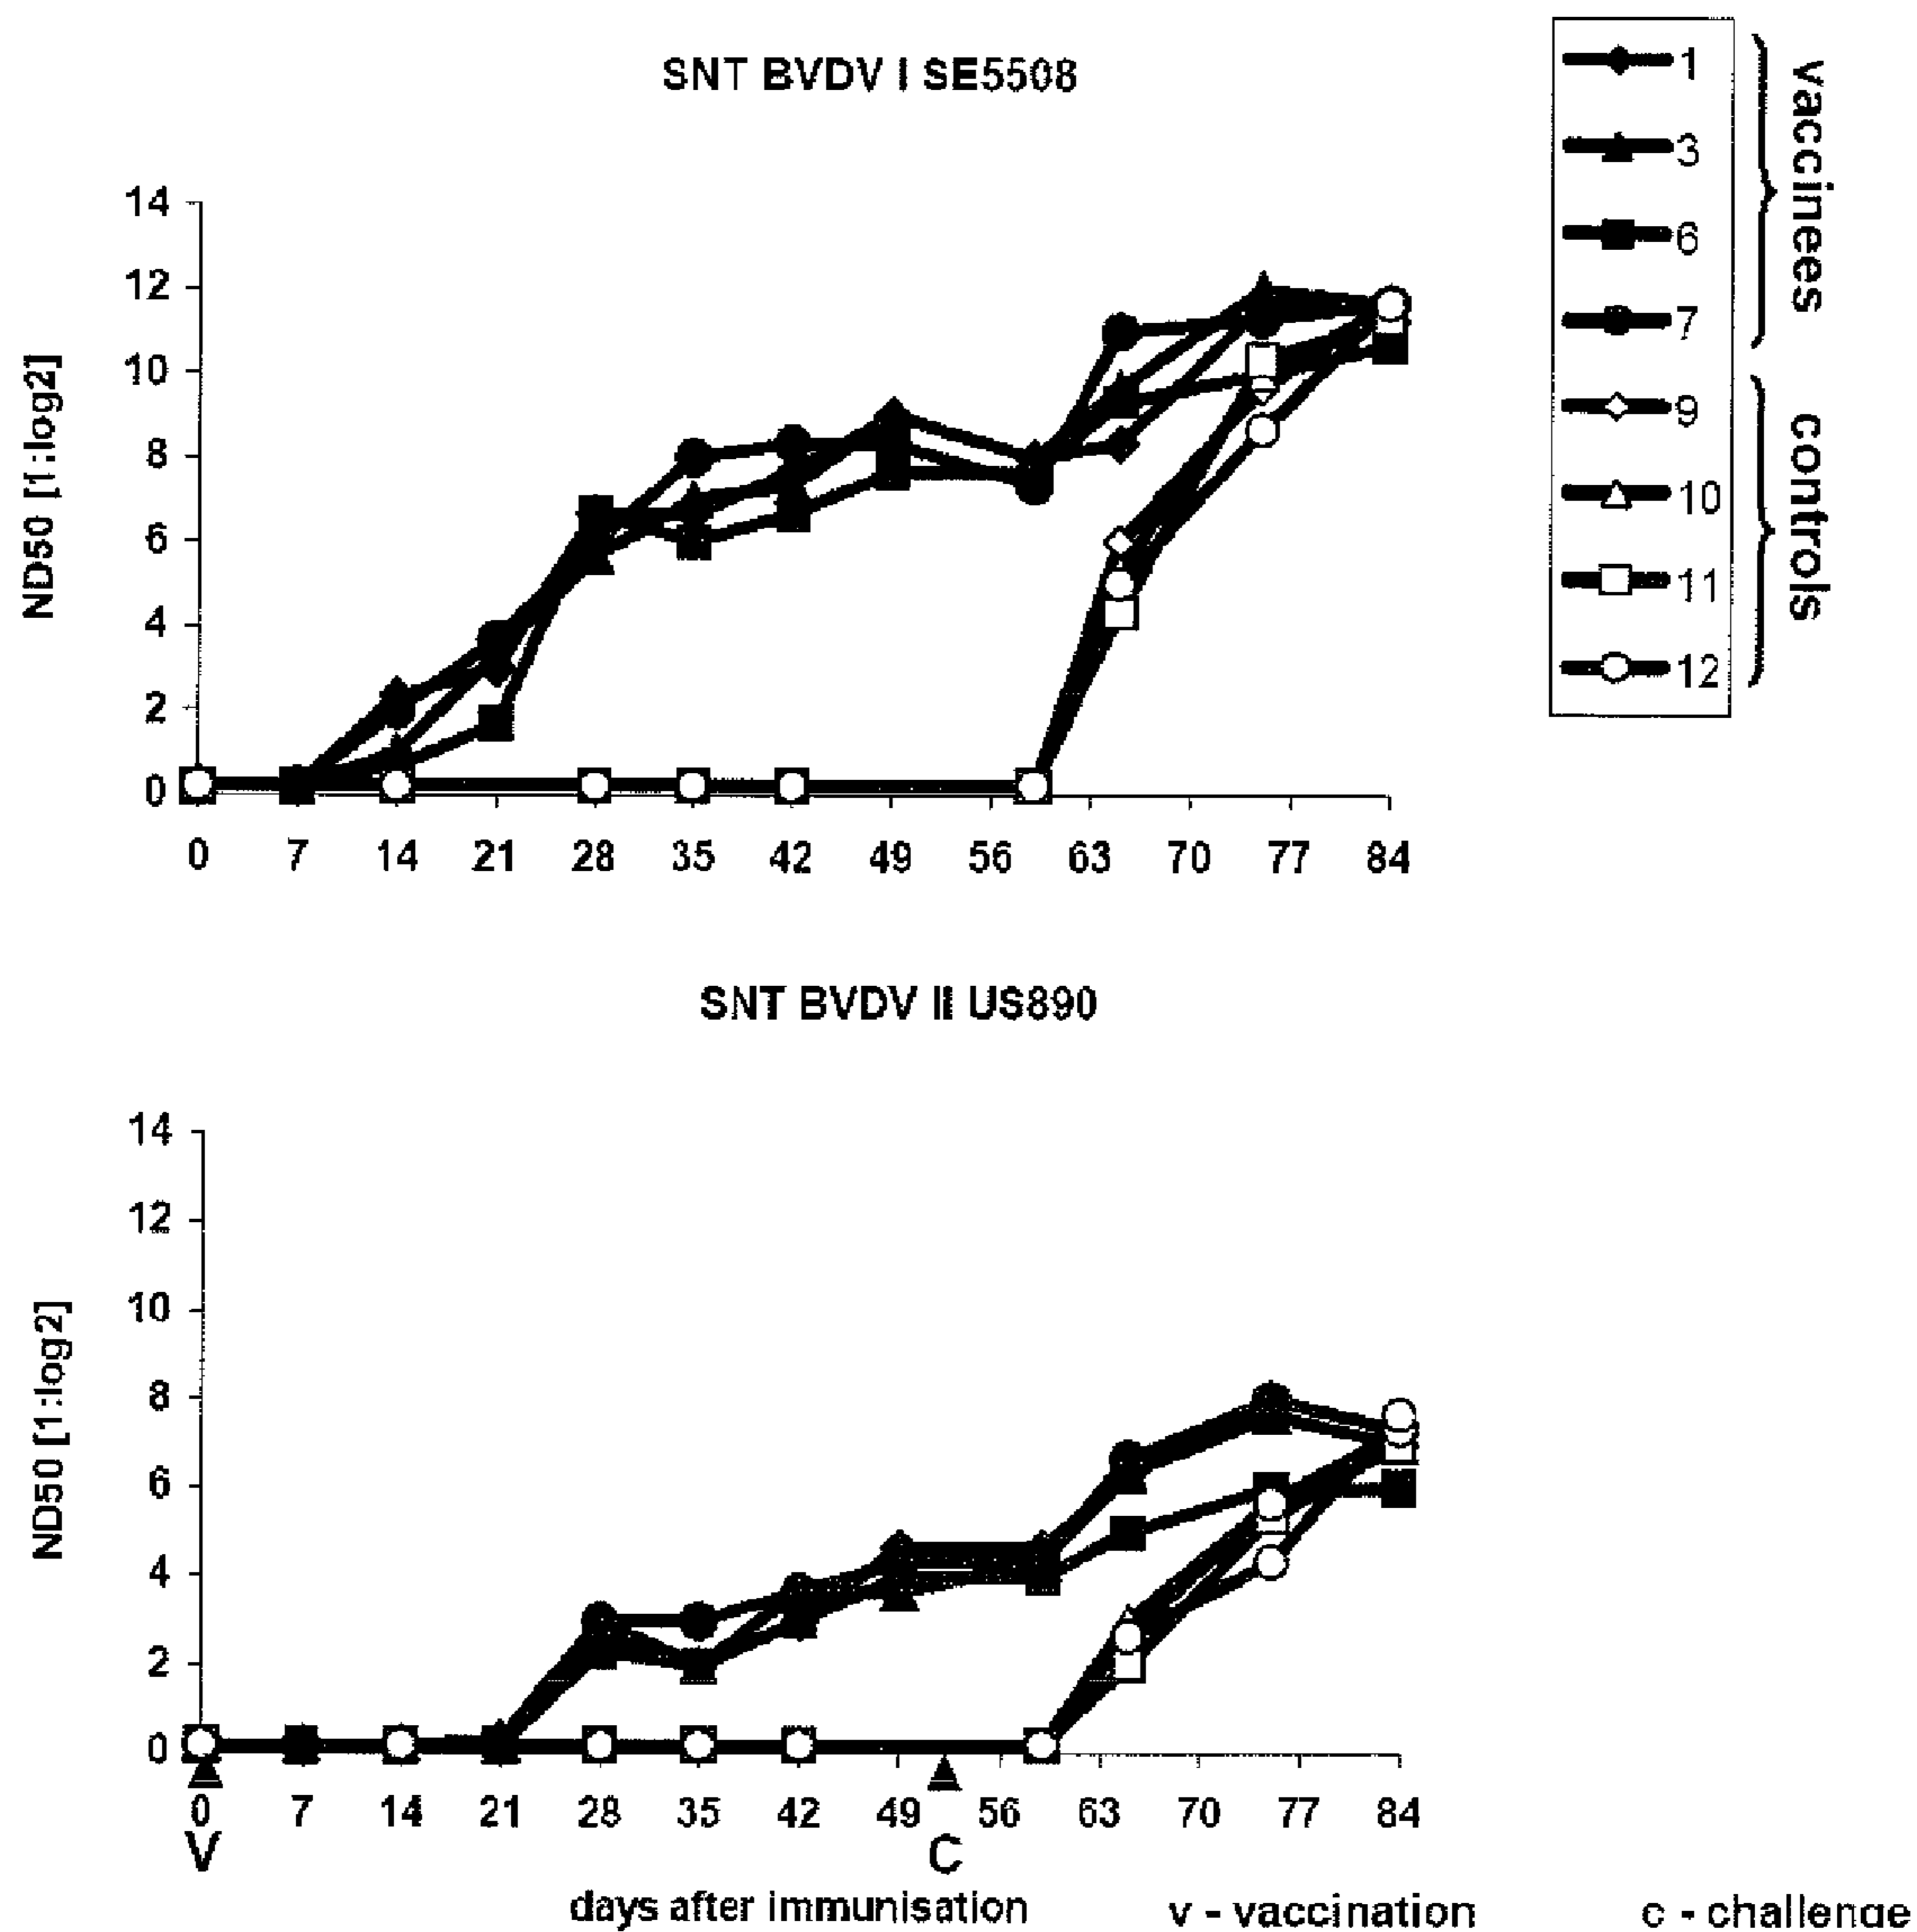 SNT BVDV I SE5508
ND50 [1:log2]
14
12
10
8
6
4
2
0
0 7 14 21 28 35 42 49 56 63 70 77 84
1
3
6
7
9
10
11
12
vaccinees
controls
SNT BVDV II US890
ND50 [1:log2]
14
12
10
8
6
4
2
0
0 7 14 21 28 35 42 49 56 63 70 77 84
V C
days after immunisation v - vaccination c - challenge